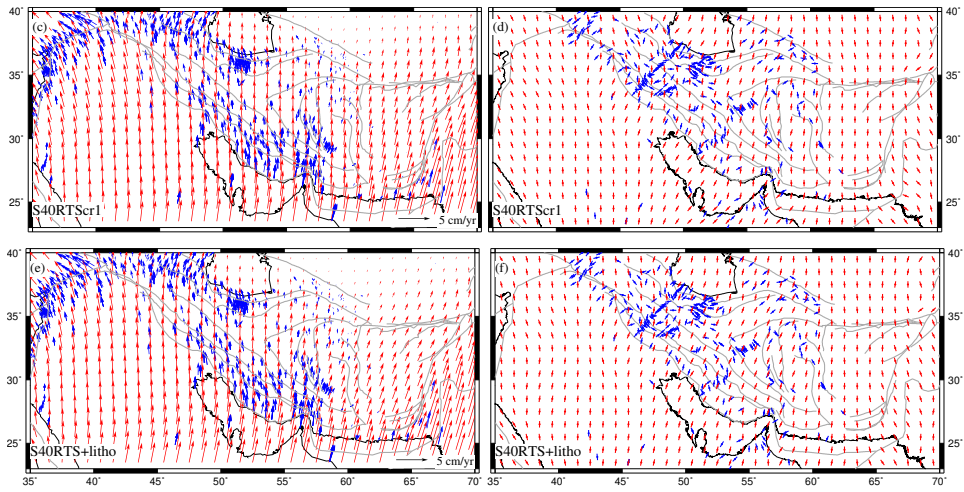 40˚ (c) 40˚ (d)
35˚ 35˚
30˚ 30˚
25˚ S40RTScr1 5 cm/yr 25˚ S40RTScr1
40˚ (e) 40˚ (f)
35˚ 35˚
30˚ 30˚
25˚ S40RTS+litho 5 cm/yr 25˚ S40RTS+litho
35˚ 40˚ 45˚ 50˚ 55˚ 60˚ 65˚ 70˚ 35˚ 40˚ 45˚ 50˚ 55˚ 60˚ 65˚ 70˚